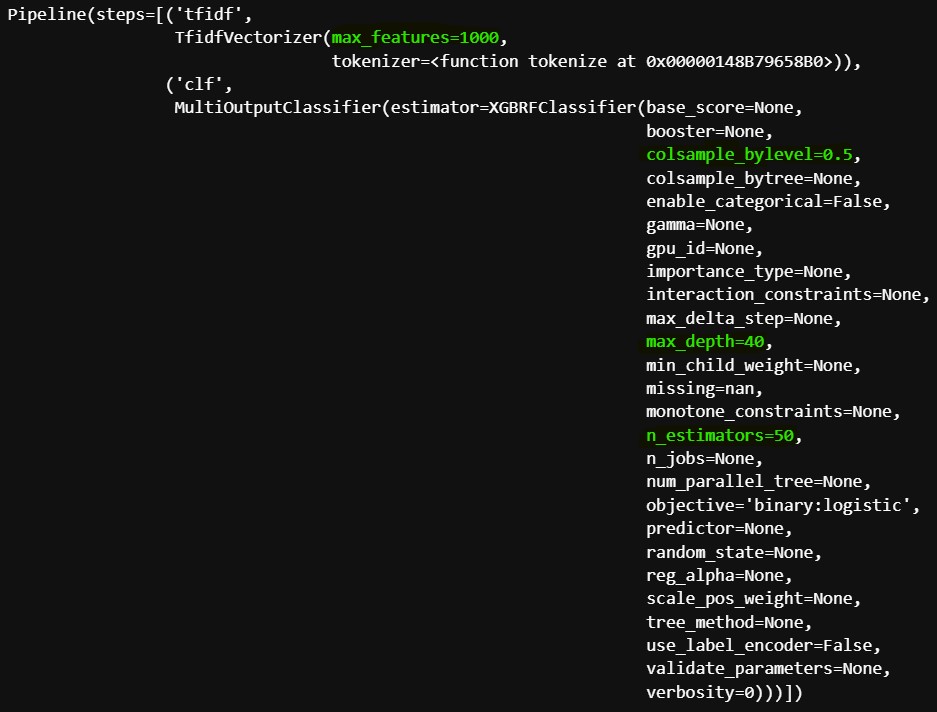 Pipeline(steps=[('tfidf',
TfidfVectorizer(max_features=1000,
tokenizer=<function tokenize at 0x00000148B79658B0>)),
('clf',
MultiOutputClassifier(estimator=XGBRFClassifier(base_score=None,
booster=None,
colsample_bylevel=0.5,
colsample_bytree=None,
enable_categorical=False,
gamma=None,
gpu_id=None,
importance_type=None,
interaction_constraints=None,
max_delta_step=None,
max_depth=40,
min_child_weight=None,
missing=nan,
monotone_constraints=None,
n_estimators=50,
n_jobs=None,
num_parallel_tree=None,
objective='binary:logistic',
predictor=None,
random_state=None,
reg_alpha=None,
scale_pos_weight=None,
tree_method=None,
use_label_encoder=False,
validate_parameters=None,
verbosity=0)))])